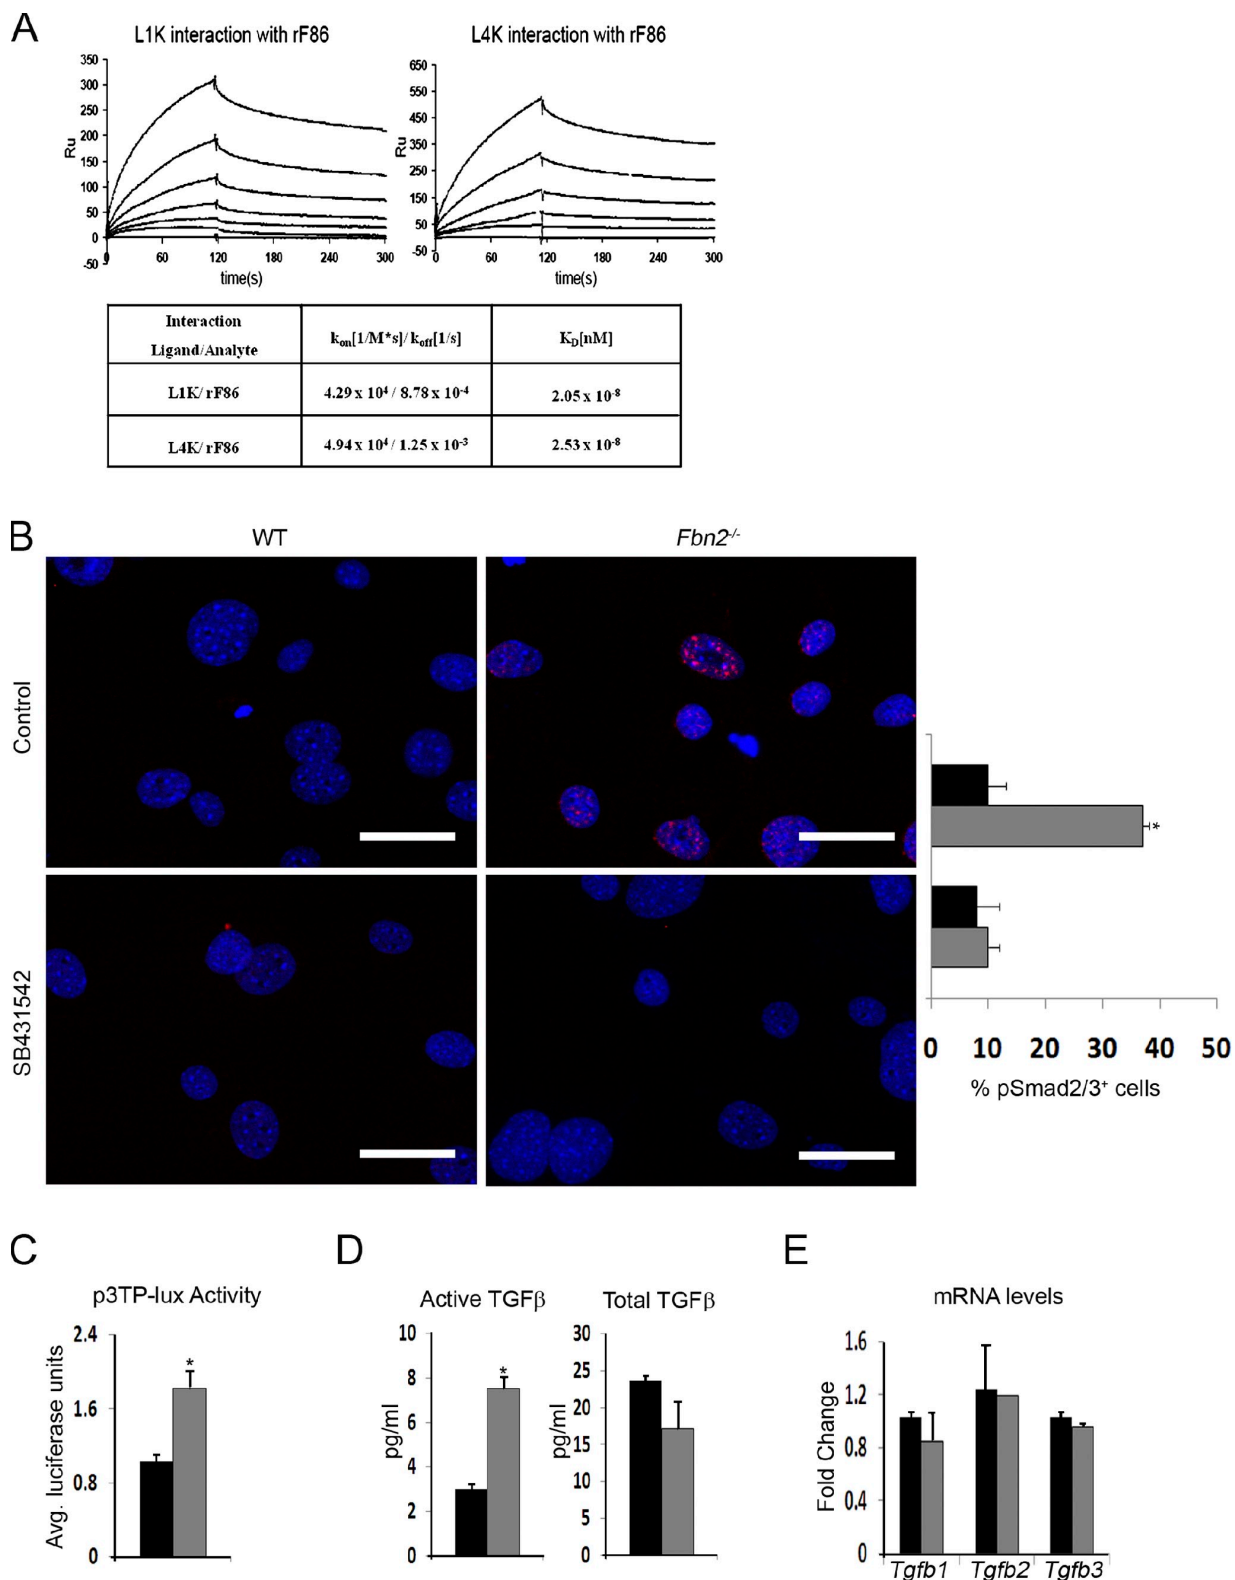 A
L1K interaction with rF86
L4K interaction with rF86
350
300
250
200
150
100
50
0
-50
Ru
0 60 120 180 240 300
time(s)
650
550
450
350
250
150
50
-50
Ru
0 60 120 180 240 300
time(s)
Interaction
Ligand/Analyte
kon[1/M*s]/ koff[1/s]
KD[nM]
L1K/ rF86
4.29 x 10⁴ / 8.78 x 10⁻⁴
2.05 x 10⁻⁸
L4K/ rF86
4.94 x 10⁴ / 1.25 x 10⁻³
2.53 x 10⁻⁸
B
WT
Fbn2⁻/⁻
Control
SB431542
*
0 10 20 30 40 50
% pSmad2/3⁺ cells
C
p3TP-lux Activity
Avg. luciferase units
2.4
1.6
0.8
0
*
D
Active TGFβ
pg/ml
10
8
6
4
2
0
*
Total TGFβ
pg/ml
30
25
20
15
10
5
0
E
mRNA levels
Fold Change
1.6
1.2
0.8
0.4
0
Tgfb1 Tgfb2 Tgfb3